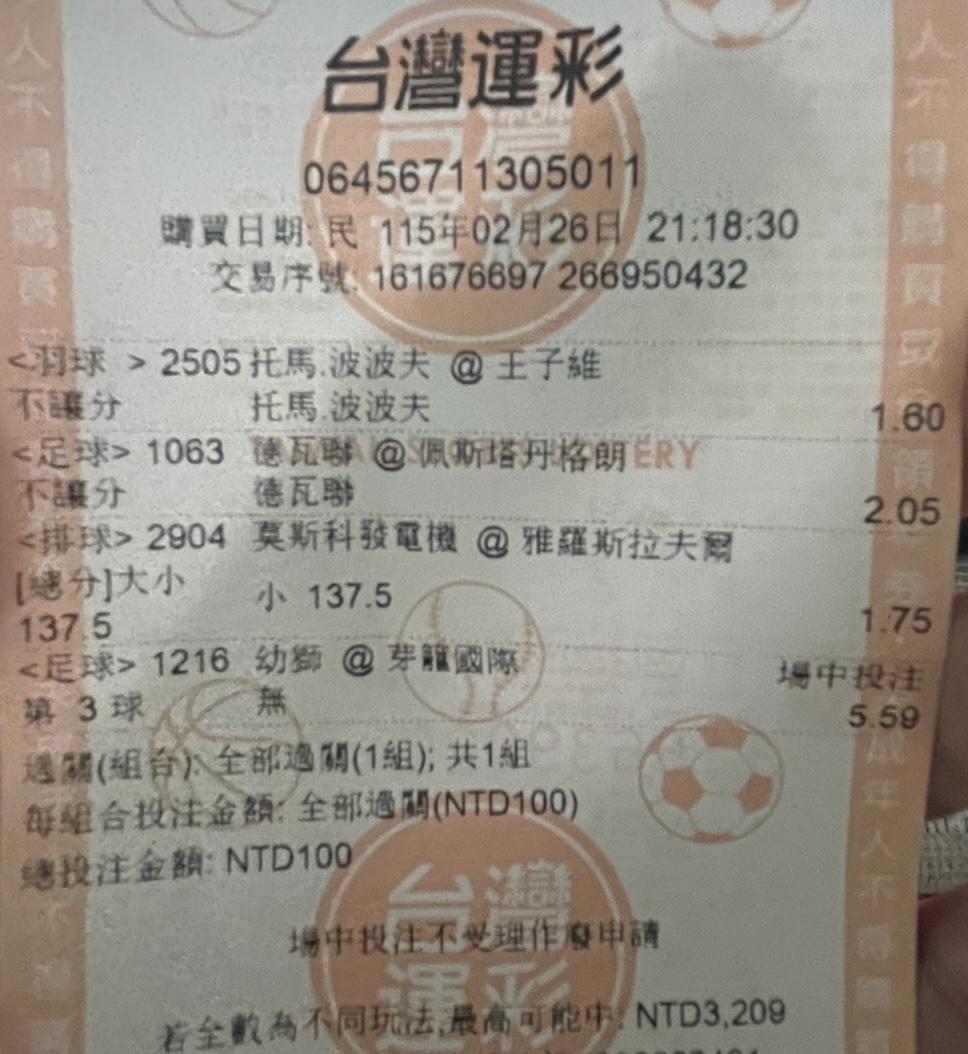 台灣運彩
06456711305011
購買日期: 民 115年02月26日 21:18:30
交易序號: 161676697 266950432
<羽球 > 2505 托馬.波波夫 @ 王子維
不讓分 托馬.波波夫 1.60
<足球> 1063 德瓦聯 @ 佩斯塔丹格朗
不讓分 德瓦聯 2.05
<排球> 2904 莫斯科發電機 @ 雅羅斯拉夫爾
[總分]大小 小 137.5
137.5 1.75
<足球> 1216 幼獅 @ 芽籠國際 場中投注
第 3 球 無 5.59
過關(組合): 全部過關(1組); 共1組
每組合投注金額: 全部過關(NTD100)
總投注金額: NTD100
場中投注不受理作廢申請
若全數為不同玩法,最高可能中: NTD3,209